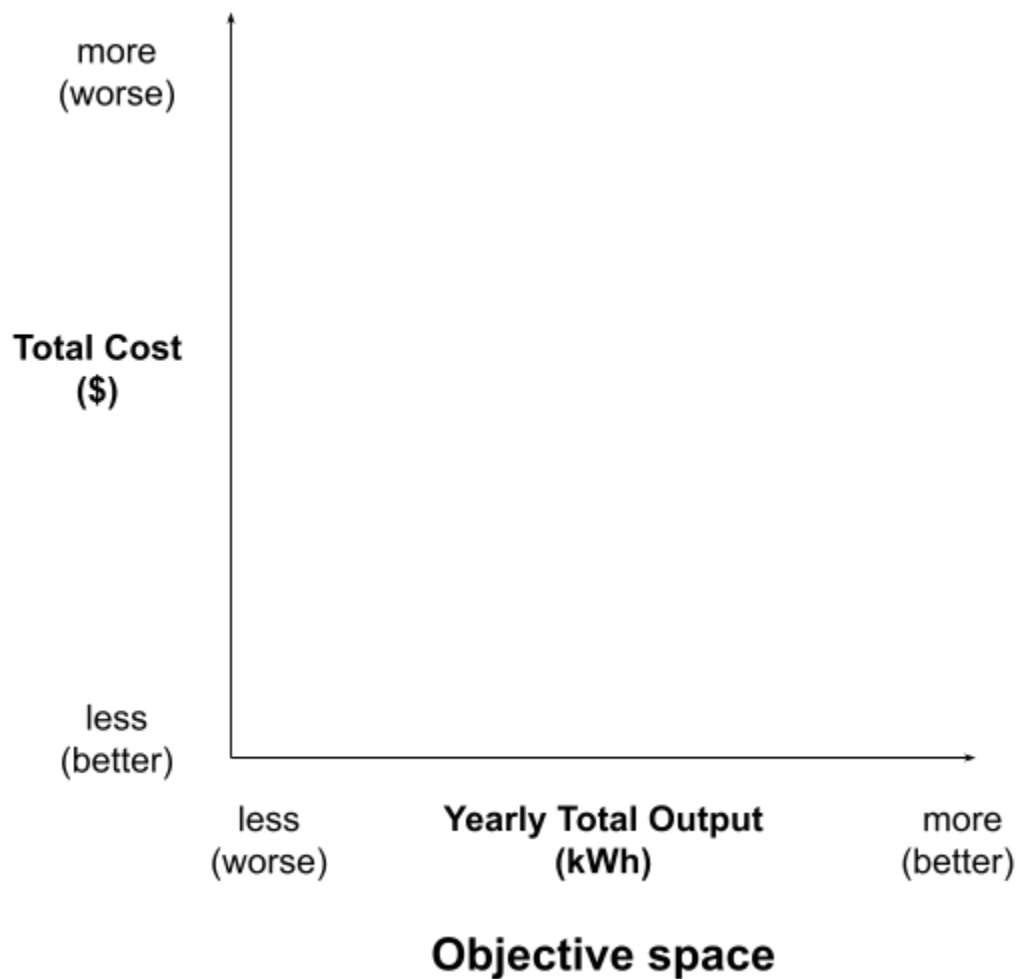 more
(worse)
Total Cost
($)
less
(better)
less
(worse)
Yearly Total Output
(kWh)
more
(better)
Objective space